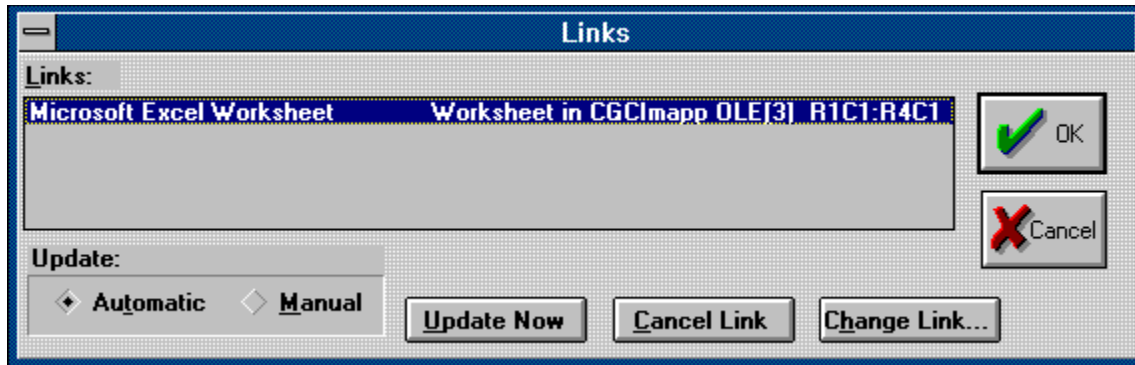 Links
Links:
Microsoft Excel Worksheet Worksheet in CGCImapp OLE[3] R1C1:R4C1
OK
Cancel
Update:
Automatic Manual
Update Now Cancel Link Change Link...